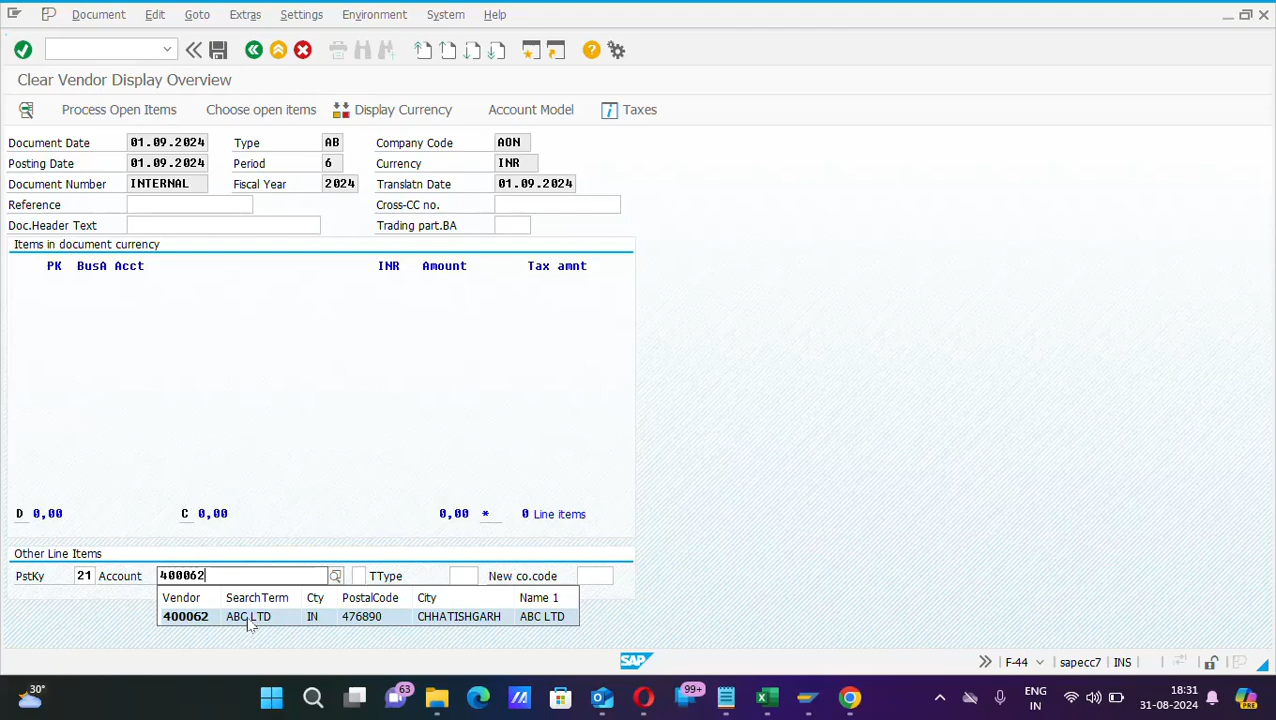 Document Edit Goto Extras Settings Environment System Help
Clear Vendor Display Overview
Process Open Items Choose open items Display Currency Account Model Taxes
Document Date 01.09.2024 Type AB Company Code AON
Posting Date 01.09.2024 Period 6 Currency INR
Document Number INTERNAL Fiscal Year 2024 Translatn Date 01.09.2024
Reference Cross-CC no.
Doc.Header Text Trading part.BA
Items in document currency
PK BusA Acct INR Amount Tax amnt
D 0,00 C 0,00 0,00 * 0 Line items
Other Line Items
PstKy 21 Account 400062 TType New co.code
Vendor SearchTerm Cty PostalCode City Name 1
400062 ABC LTD IN 476890 CHHATISHGARH ABC LTD
SAP F-44 sapecc7 INS
30° 63 99+ ENG IN 18:31 31-08-2024 PRE